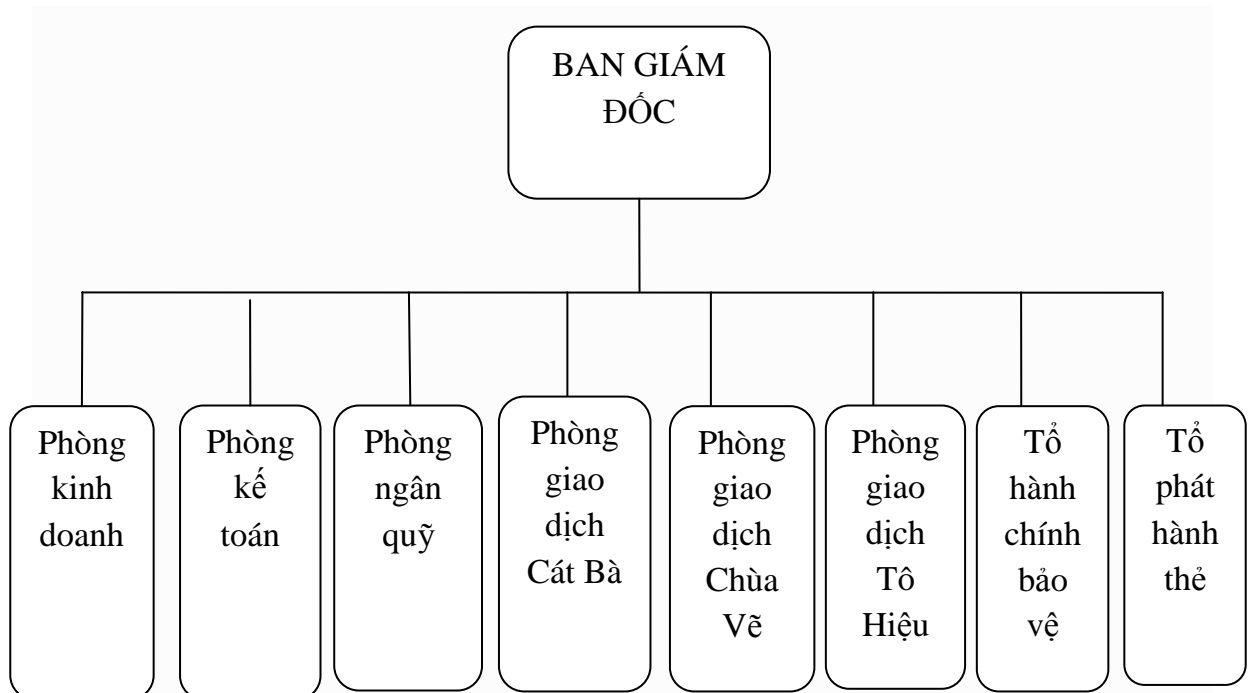 BAN GIÁM
ĐỐC
Phòng
kinh
doanh
Phòng
kế
toán
Phòng
ngân
quỹ
Phòng
giao
dịch
Cát Bà
Phòng
giao
dịch
Chùa
Vẽ
Phòng
giao
dịch
Tô
Hiệu
Tổ
hành
chính
bảo
vệ
Tổ
phát
hành
thẻ